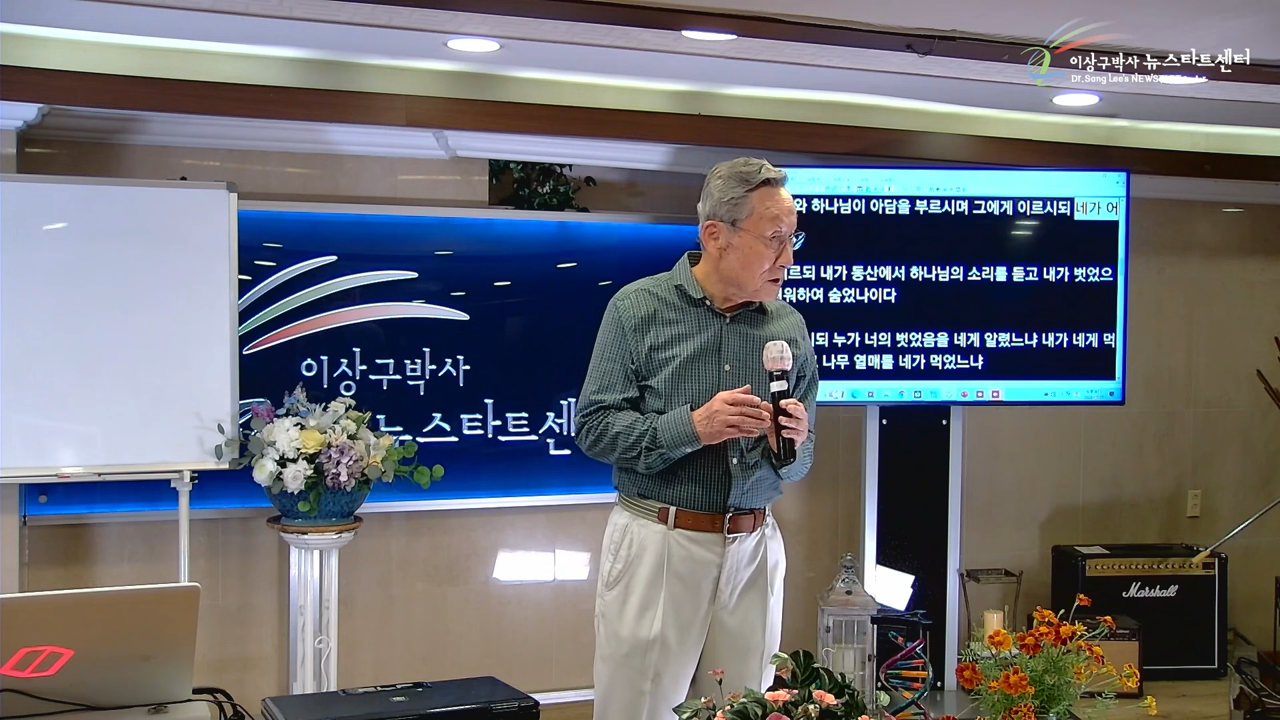 이상구박사 뉴스타트센터
Dr.Sang Lee's
와 하나님이 아담을 부르시며 그에게 이르시되 네가 어
르되 내가 동산에서 하나님의 소리를 듣고 내가 벗었으
워하여 숨었나이다
되 누가 너의 벗었음을 네게 알렸느냐 내가 네게 먹
나무 열매를 네가 먹었느냐
이상구박사
뉴스타트센
Marshall